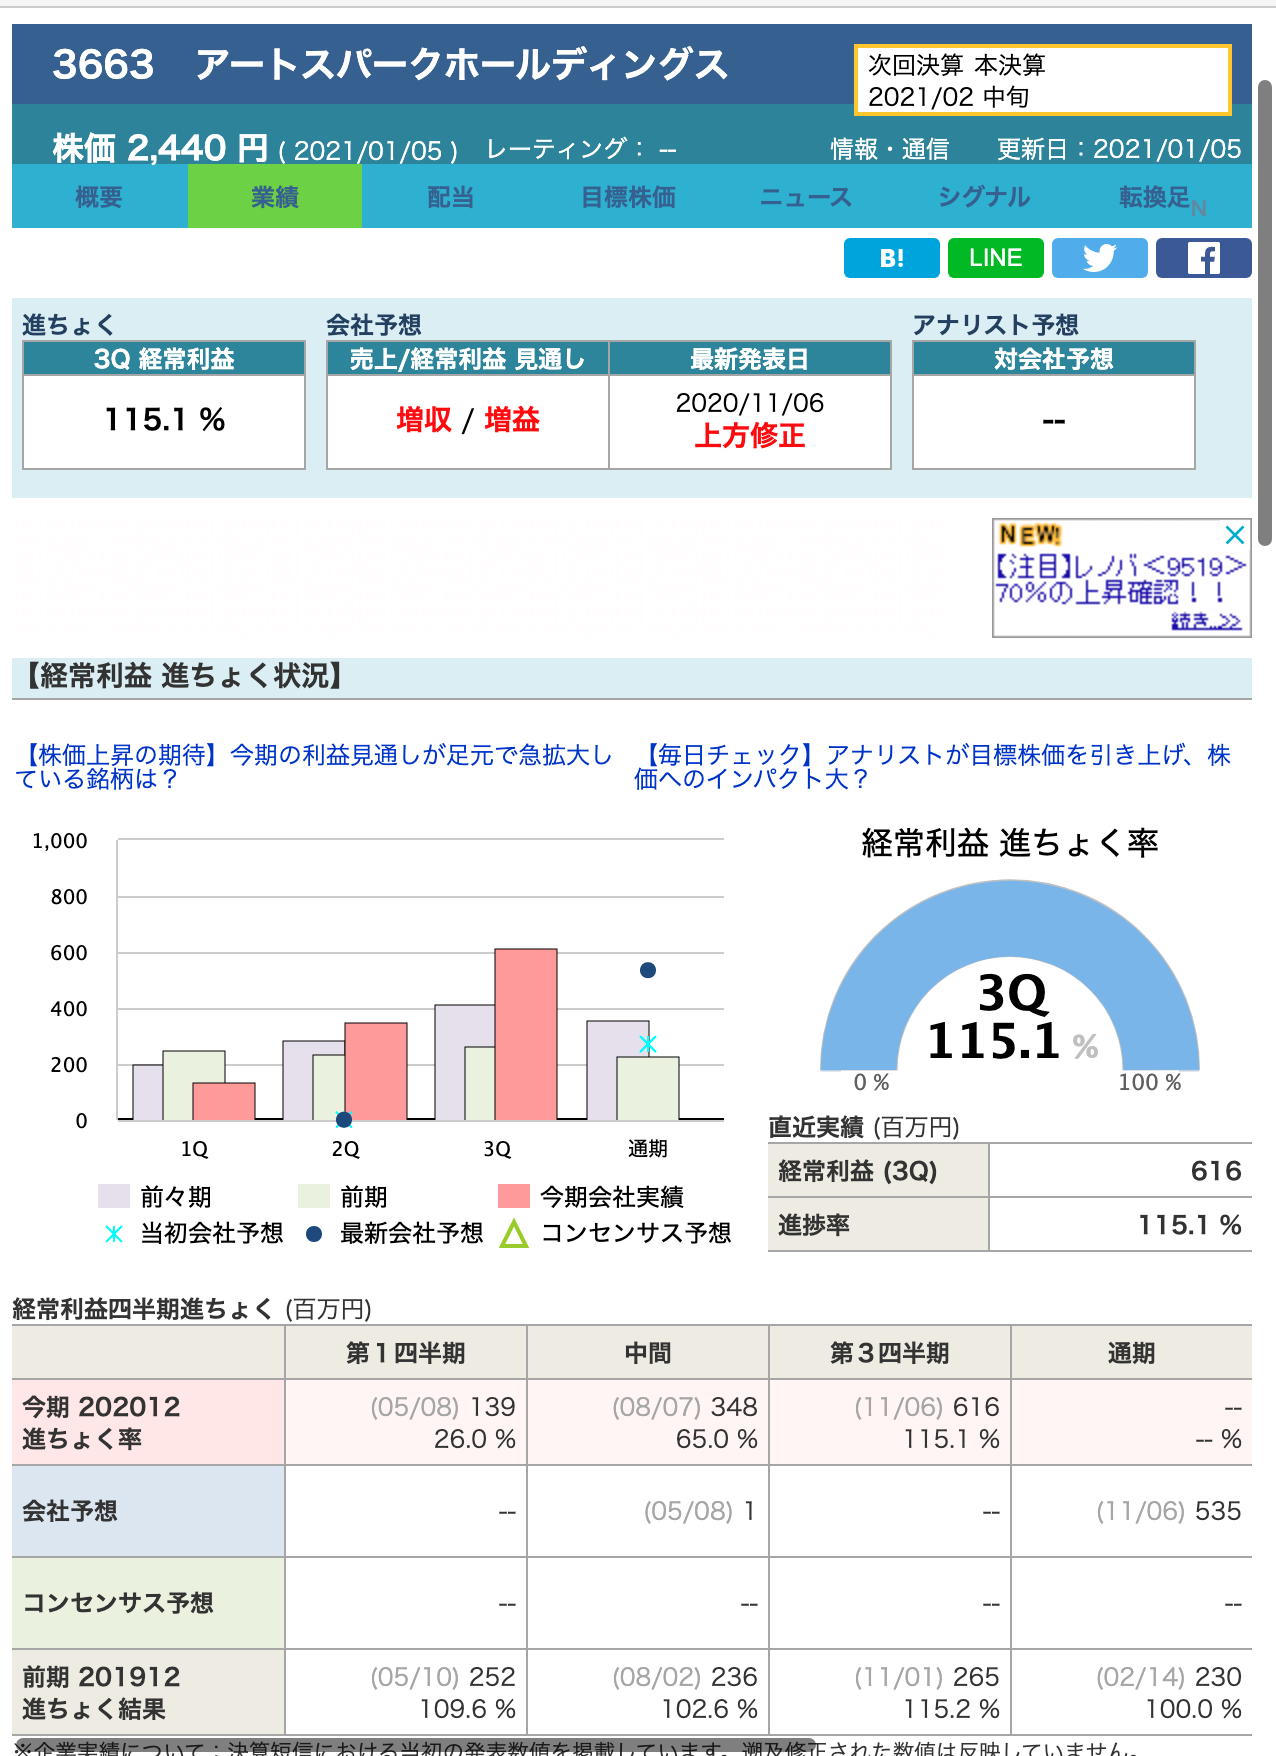 3663　アートスパークホールディングス
次回決算 本決算
2021/02 中旬
株価 2,440 円 ( 2021/01/05 )　レーティング： --　情報・通信　更新日：2021/01/05
概要　業績　配当　目標株価　ニュース　シグナル　転換足N
B!　LINE
進ちょく　会社予想　アナリスト予想
3Q 経常利益　売上/経常利益 見通し　最新発表日　対会社予想
115.1 %　増収 / 増益　2020/11/06　--
上方修正
NEW!
【注目】レノバ<9519>
70%の上昇確認！！
続き..>>
【経常利益 進ちょく状況】
【株価上昇の期待】今期の利益見通しが足元で急拡大し
ている銘柄は？
【毎日チェック】アナリストが目標株価を引き上げ、株
価へのインパクト大？
1,000
800
600
400
200
0
1Q　2Q　3Q　通期
前々期　前期　今期会社実績
当初会社予想　最新会社予想　コンセンサス予想
経常利益 進ちょく率
3Q
115.1 %
0 %　100 %
直近実績 (百万円)
経常利益 (3Q)　616
進捗率　115.1 %
経常利益四半期進ちょく (百万円)
第１四半期　中間　第３四半期　通期
今期 202012　(05/08) 139　(08/07) 348　(11/06) 616　--
進ちょく率　26.0 %　65.0 %　115.1 %　-- %
会社予想　--　(05/08) 1　--　(11/06) 535
コンセンサス予想　--　--　--　--
前期 201912　(05/10) 252　(08/02) 236　(11/01) 265　(02/14) 230
進ちょく結果　109.6 %　102.6 %　115.2 %　100.0 %
※企業実績について：決算短信における当初の発表数値を掲載しています。遡及修正された数値は反映していません。